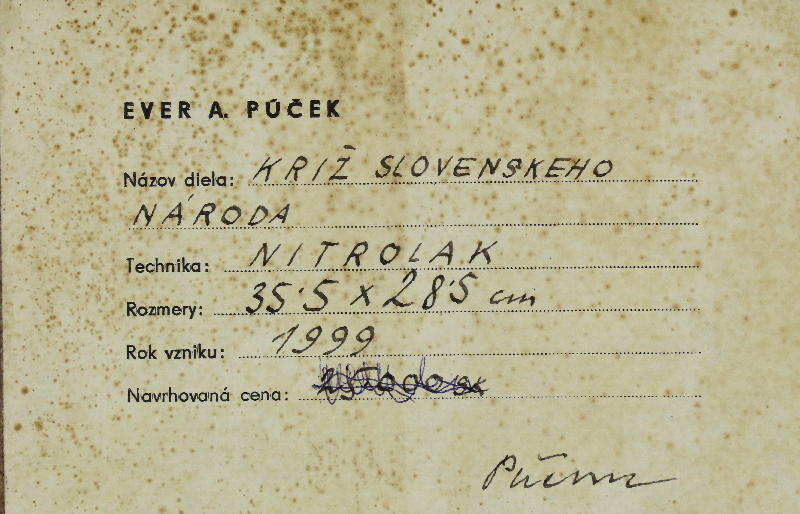 EVER A. PÚČEK
Názov diela: KRIŽ SLOVENSKEHO
NÁRODA
Technika: NITROLAK
Rozmery: 35'5 x 28'5 cm
Rok vzniku: 1999
Navrhovaná cena: